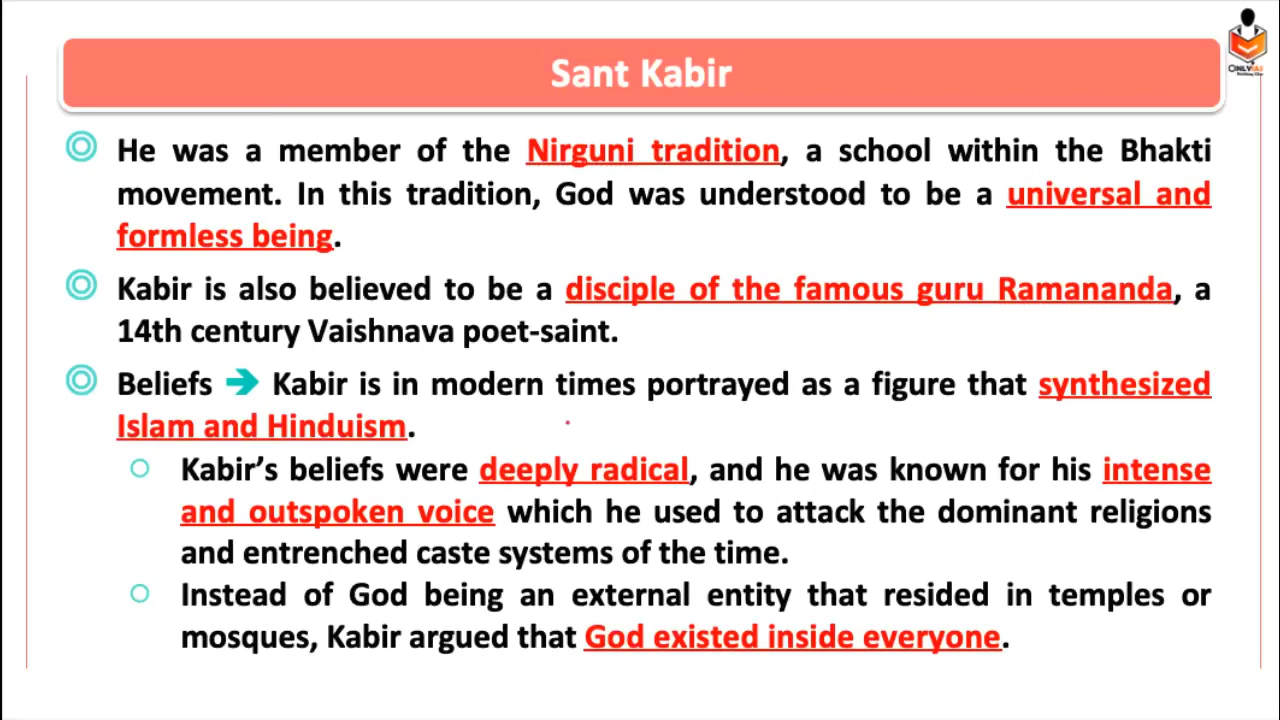 Sant Kabir
ONLYIAS
He was a member of the Nirguni tradition, a school within the Bhakti
movement. In this tradition, God was understood to be a universal and
formless being.
Kabir is also believed to be a disciple of the famous guru Ramananda, a
14th century Vaishnava poet-saint.
Beliefs ➔ Kabir is in modern times portrayed as a figure that synthesized
Islam and Hinduism.
Kabir’s beliefs were deeply radical, and he was known for his intense
and outspoken voice which he used to attack the dominant religions
and entrenched caste systems of the time.
Instead of God being an external entity that resided in temples or
mosques, Kabir argued that God existed inside everyone.